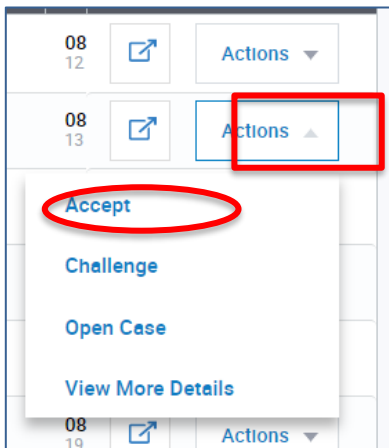 08
12
Actions
08
13
Actions
Accept
Challenge
Open Case
View More Details
08
19
Actions